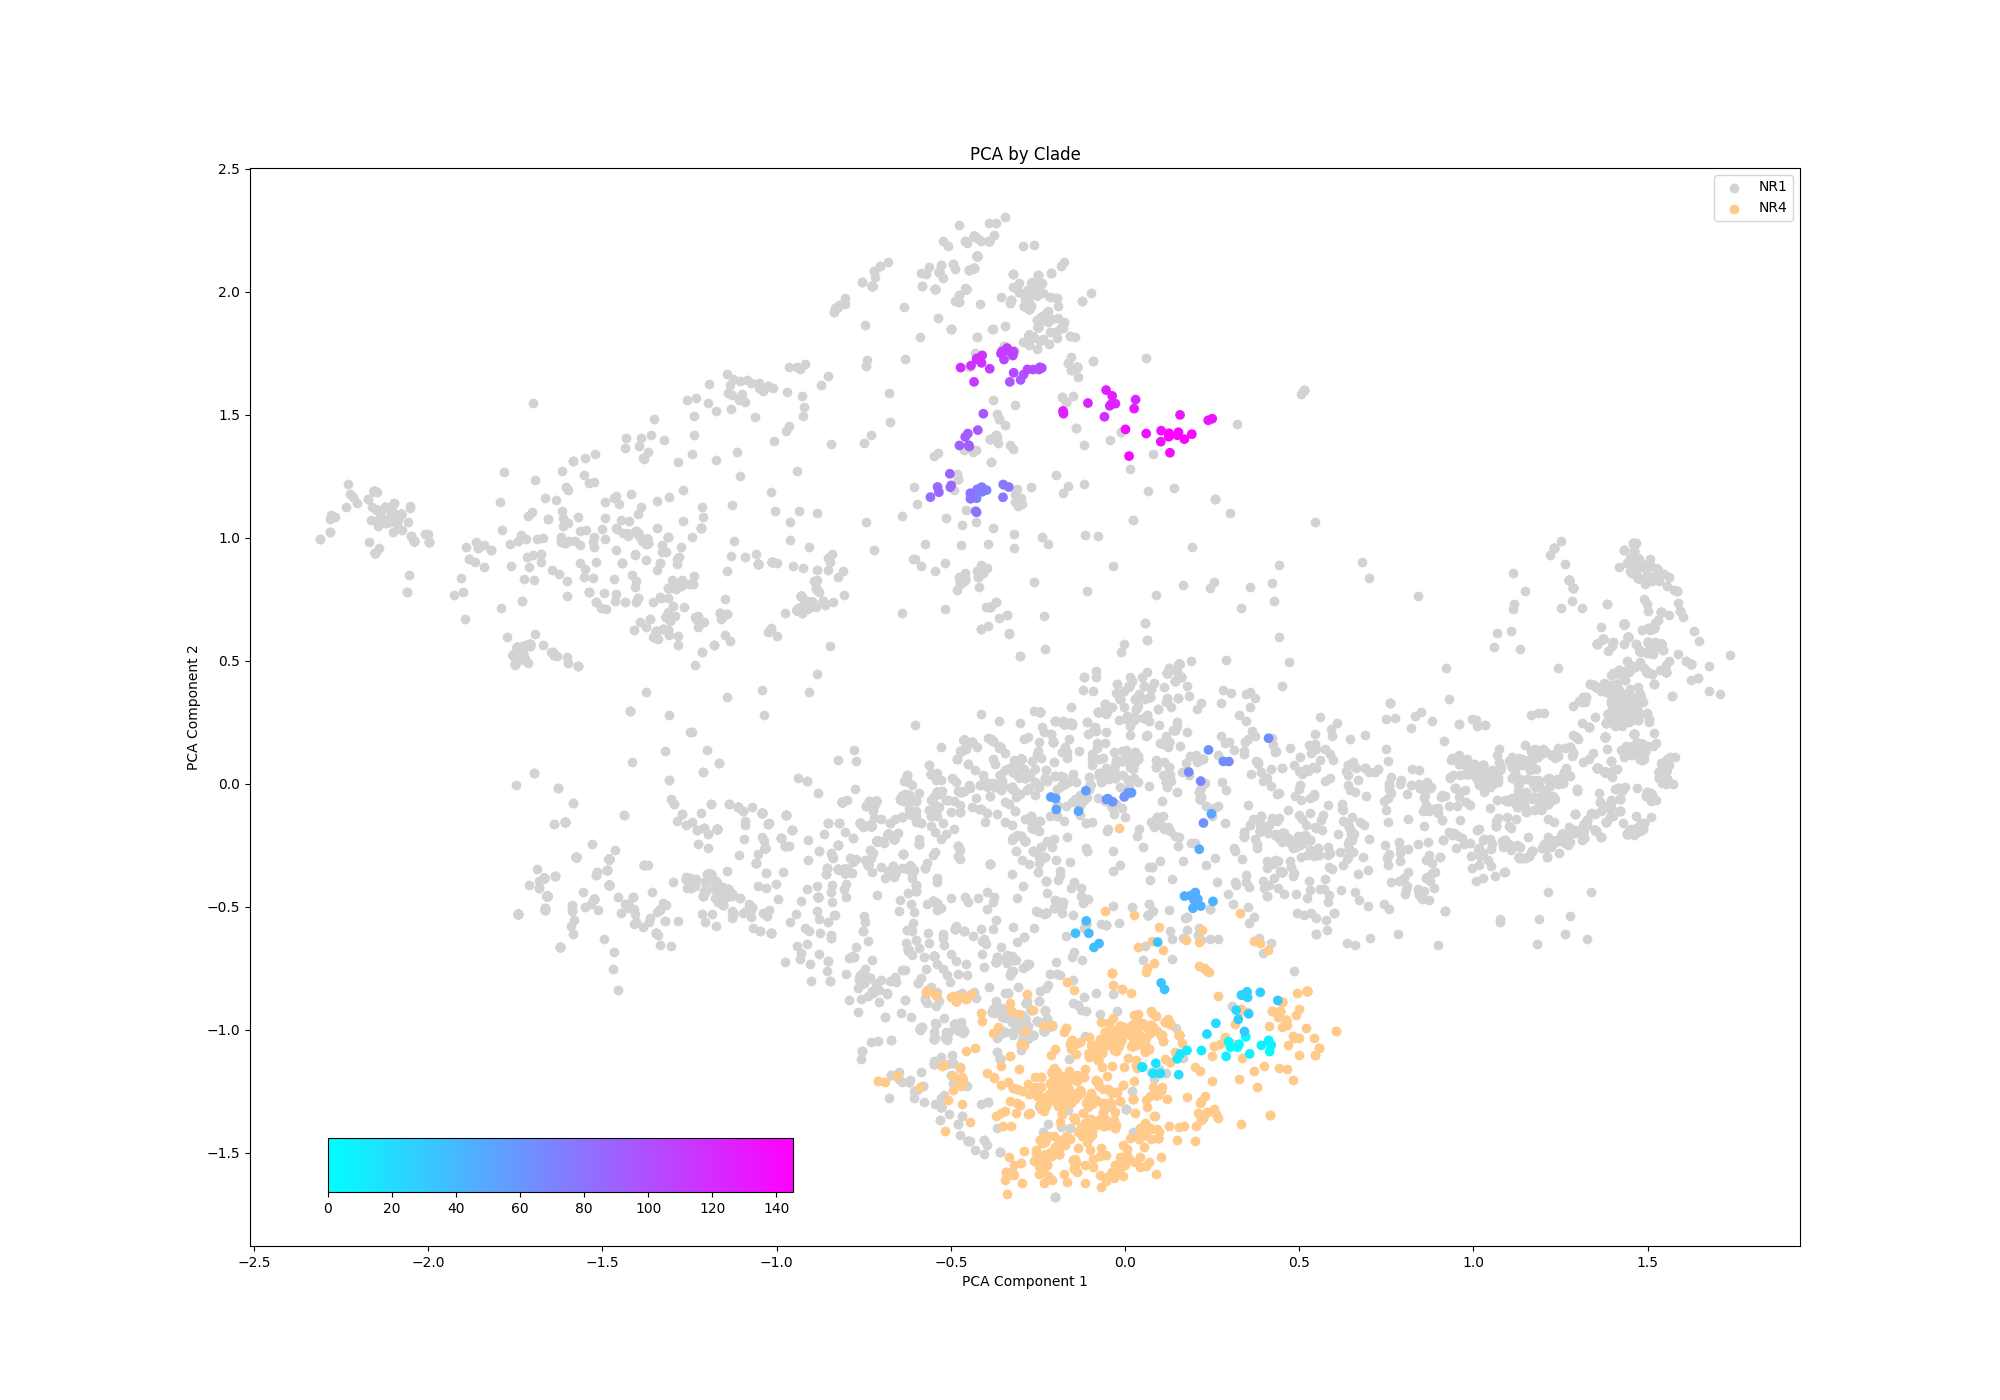 PCA by Clade
NR1
NR4
2.5
2.0
1.5
1.0
0.5
0.0
−0.5
−1.0
−1.5
PCA Component 2
0 20 40 60 80 100 120 140
−2.5 −2.0 −1.5 −1.0 −0.5 0.0 0.5 1.0 1.5
PCA Component 1